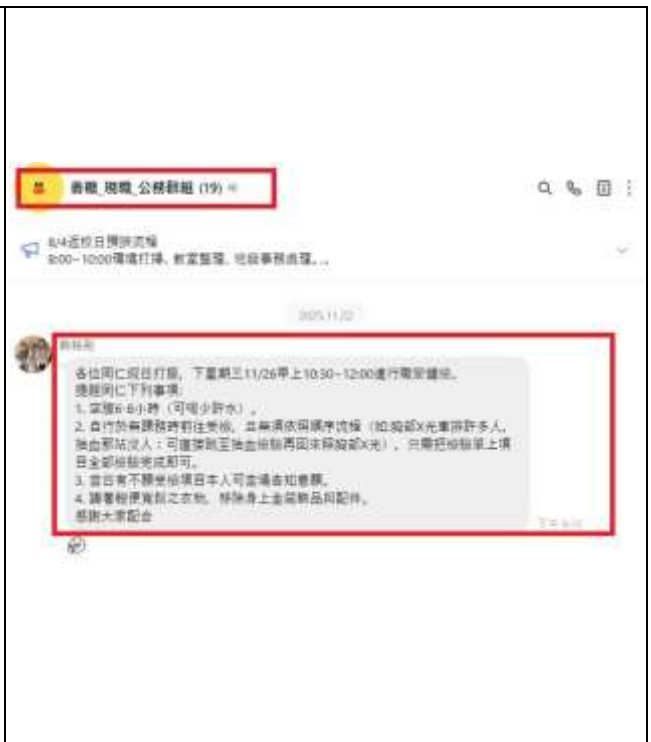 善職_現職_公務群組 (19)
8/4返校日預排流程
8:00~10:00環境打掃、教室整理、班級事務處理。...
2025.11.22
各位同仁假日打擾，下星期三11/26早上10:30~12:00進行職安健檢。
提醒同仁下列事項:
1. 空腹6-8小時（可喝少許水）。
2. 自行於無課務時前往受檢，且無須依照順序流程（如:胸部X光車排許多人，
抽血那站沒人：可直接跳至抽血檢驗再回來照胸部X光），只需把檢驗單上項
目全部檢驗完成即可。
3. 當日有不願受檢項目本人可當場告知意願。
4. 請著輕便寬鬆之衣物，移除身上金屬飾品與配件。
感謝大家配合